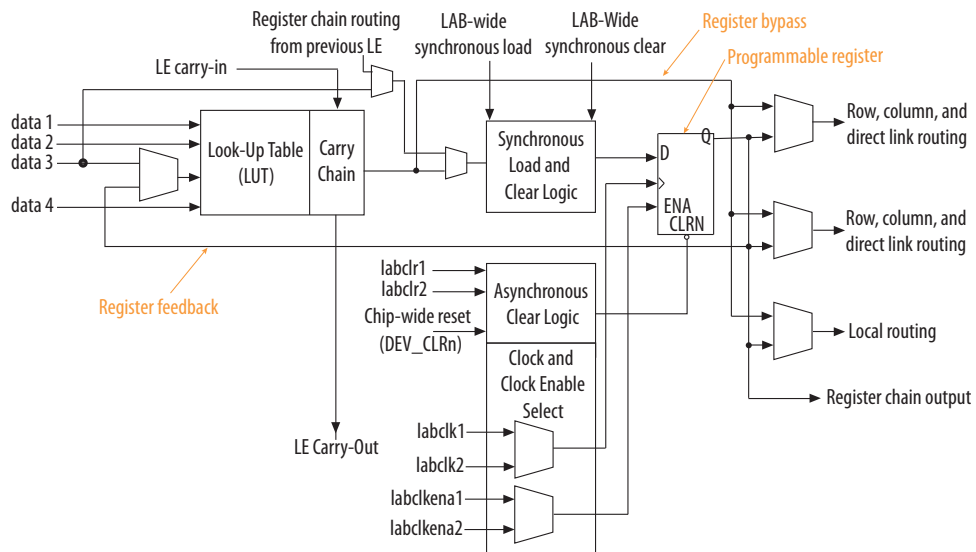 Register chain routing
from previous LE
LAB-wide
synchronous load
LAB-Wide
synchronous clear
Register bypass
Programmable register
LE carry-in
data 1
data 2
data 3
data 4
Look-Up Table
(LUT)
Carry
Chain
Synchronous
Load and
Clear Logic
D
Q
ENA
CLRN
Row, column, and
direct link routing
Row, column, and
direct link routing
Local routing
Register chain output
Register feedback
labclr1
labclr2
Chip-wide reset
(DEV_CLRn)
Asynchronous
Clear Logic
Clock and
Clock Enable
Select
labclk1
labclk2
labclkena1
labclkena2
LE Carry-Out